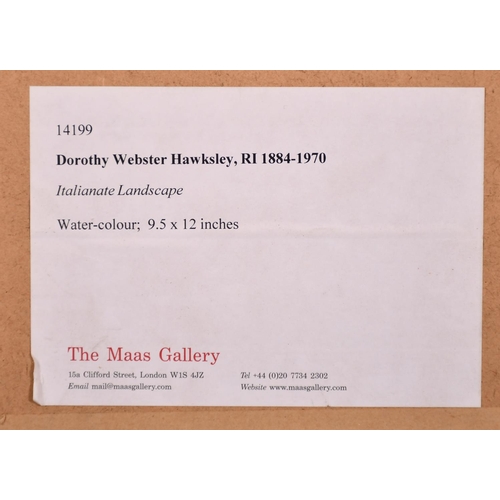 14199
Dorothy Webster Hawksley, RI 1884-1970
Italianate Landscape
Water-colour; 9.5 x 12 inches
The Maas Gallery
15a Clifford Street, London W1S 4JZ Tel +44 (0)20 7734 2302
Email mail@maasgallery.com Website www.maasgallery.com